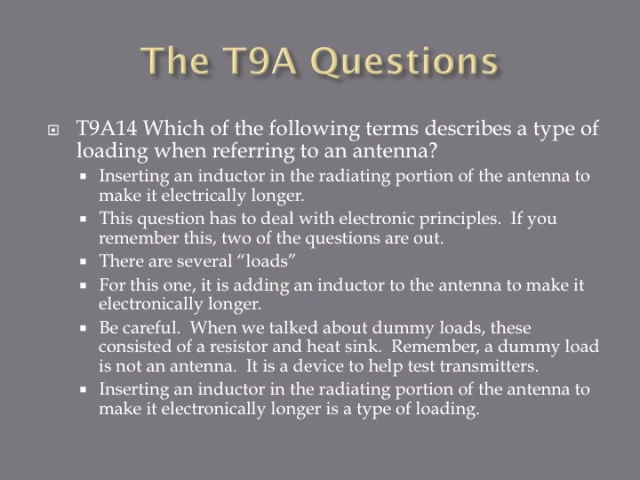 The T9A Questions
T9A14 Which of the following terms describes a type of
loading when referring to an antenna?
Inserting an inductor in the radiating portion of the antenna to
make it electrically longer.
This question has to deal with electronic principles.  If you
remember this, two of the questions are out.
There are several “loads”
For this one, it is adding an inductor to the antenna to make it
electronically longer.
Be careful.  When we talked about dummy loads, these
consisted of a resistor and heat sink.  Remember, a dummy load
is not an antenna.  It is a device to help test transmitters.
Inserting an inductor in the radiating portion of the antenna to
make it electronically longer is a type of loading.